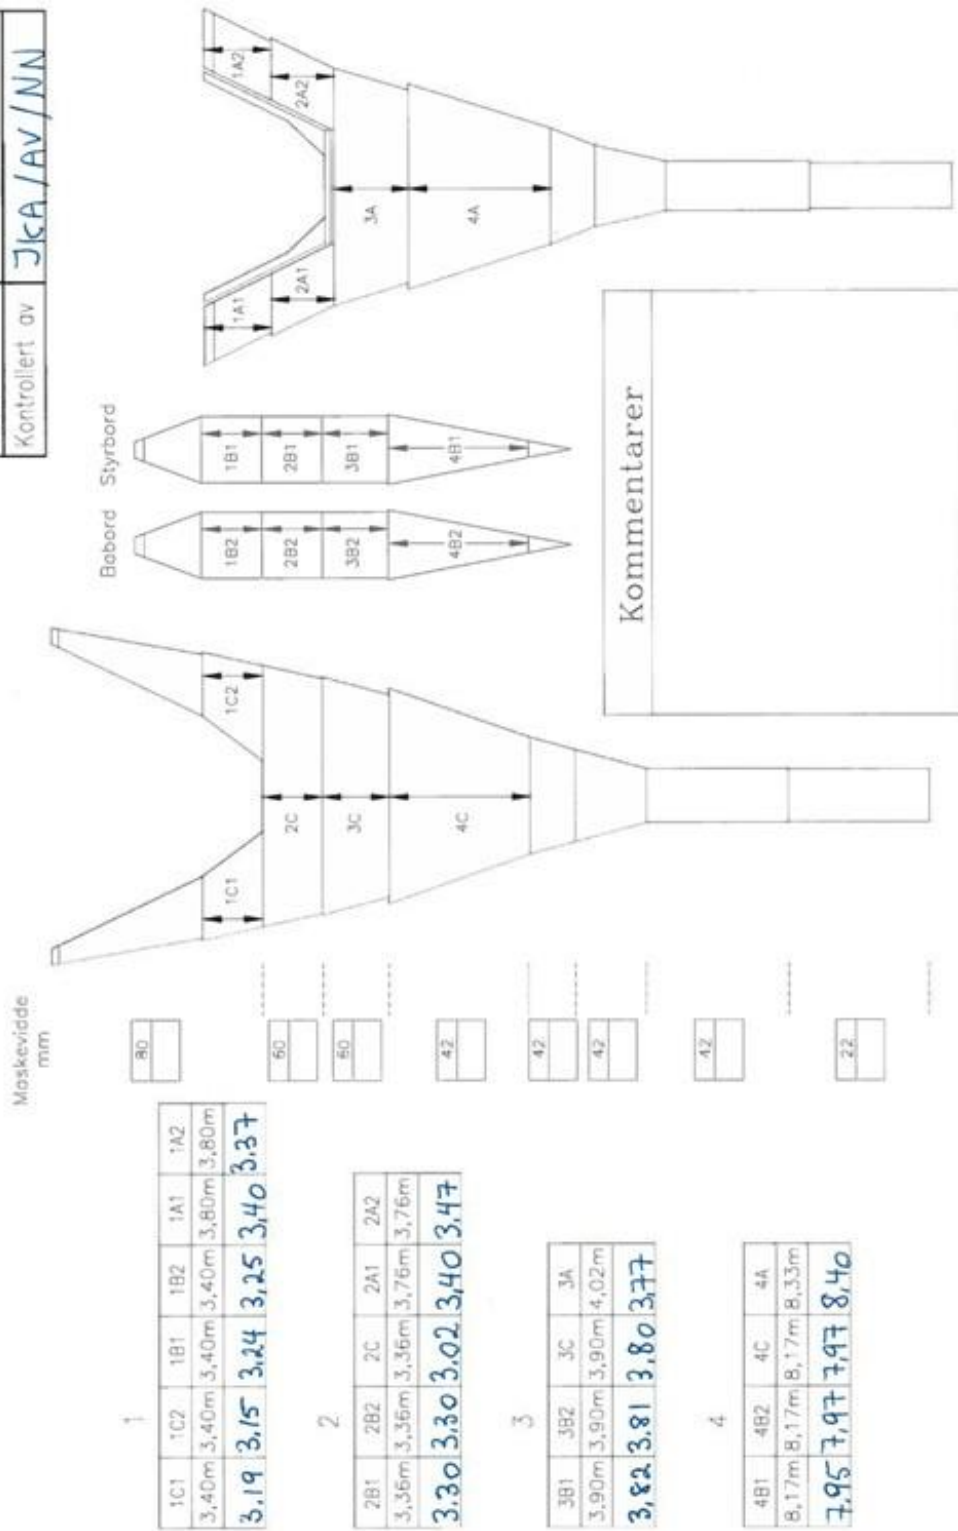 Kontrollert av JKA/AV/NN
Maskevidde
mm
Babord Styrbord
80
60
60
42
42
42
42
22
1C1 1C2
2C
3C
4C
1B2 1B1
2B2 2B1
3B2 3B1
4B2 4B1
1A1 1A2
2A1 2A2
3A
4A
1
1C1 1C2 1B1 1B2 1A1 1A2
3,40m 3,40m 3,40m 3,40m 3,80m 3,80m
3.19 3.15 3.24 3,25 3,40 3.37
2
2B1 2B2 2C 2A1 2A2
3,36m 3,36m 3,36m 3,76m 3,76m
3.30 3.30 3.02 3,40 3,47
3
3B1 3B2 3C 3A
3,90m 3,90m 3,90m 4,02m
3,82 3.81 3,80 3,77
4
4B1 4B2 4C 4A
8,17m 8,17m 8,17m 8,33m
7.95 7,97 7,97 8,40
Kommentarer